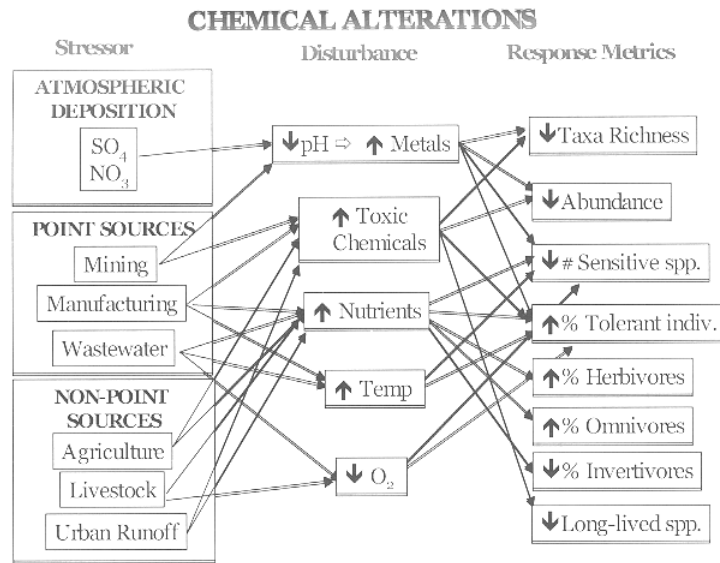 CHEMICAL ALTERATIONS
Stressor
Disturbance
Response Metrics
ATMOSPHERIC
DEPOSITION
SO₄
NO₃
POINT SOURCES
Mining
Manufacturing
Wastewater
NON-POINT
SOURCES
Agriculture
Livestock
Urban Runoff
↓pH ⇨ ↑ Metals
↑ Toxic
Chemicals
↑ Nutrients
↑ Temp
↓ O₂
↓Taxa Richness
↓Abundance
↓# Sensitive spp.
↑% Tolerant indiv.
↑% Herbivores
↑% Omnivores
↓% Invertivores
↓Long-lived spp.